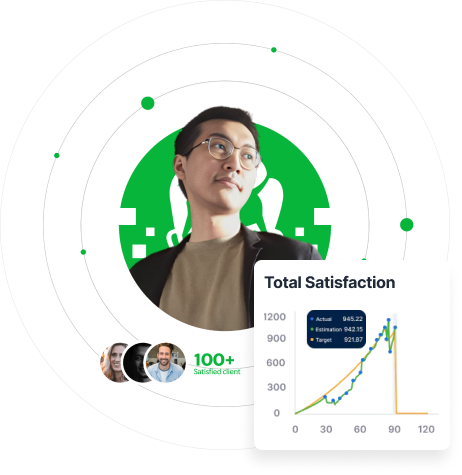 Total Satisfaction
1200
900
600
300
0
Actual 945.22
Estimation 942.15
Target 921.87
0 30 60 90 120
100+
Satisfied client